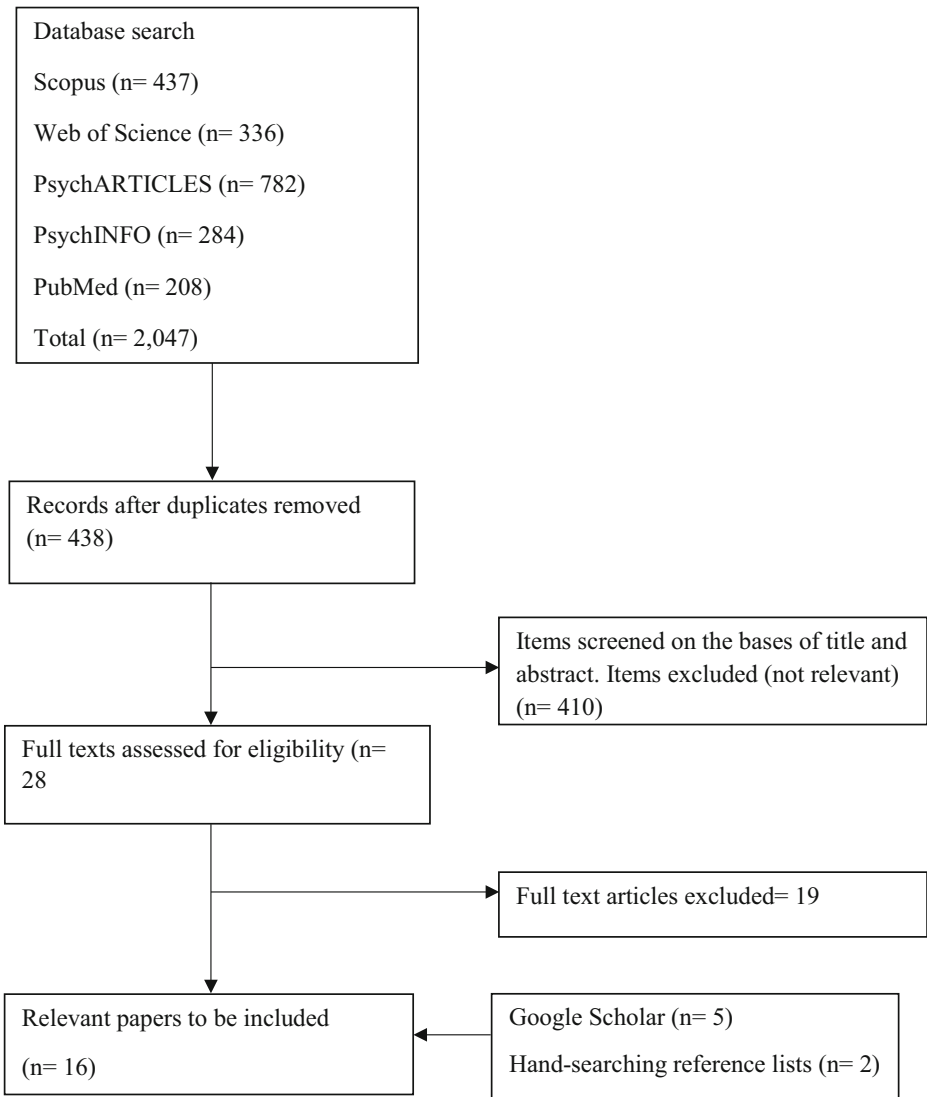 Database search
Scopus (n= 437)
Web of Science (n= 336)
PsychARTICLES (n= 782)
PsychINFO (n= 284)
PubMed (n= 208)
Total (n= 2,047)
Records after duplicates removed
(n= 438)
Items screened on the bases of title and
abstract. Items excluded (not relevant)
(n= 410)
Full texts assessed for eligibility (n=
28
Full text articles excluded= 19
Relevant papers to be included
(n= 16)
Google Scholar (n= 5)
Hand-searching reference lists (n= 2)